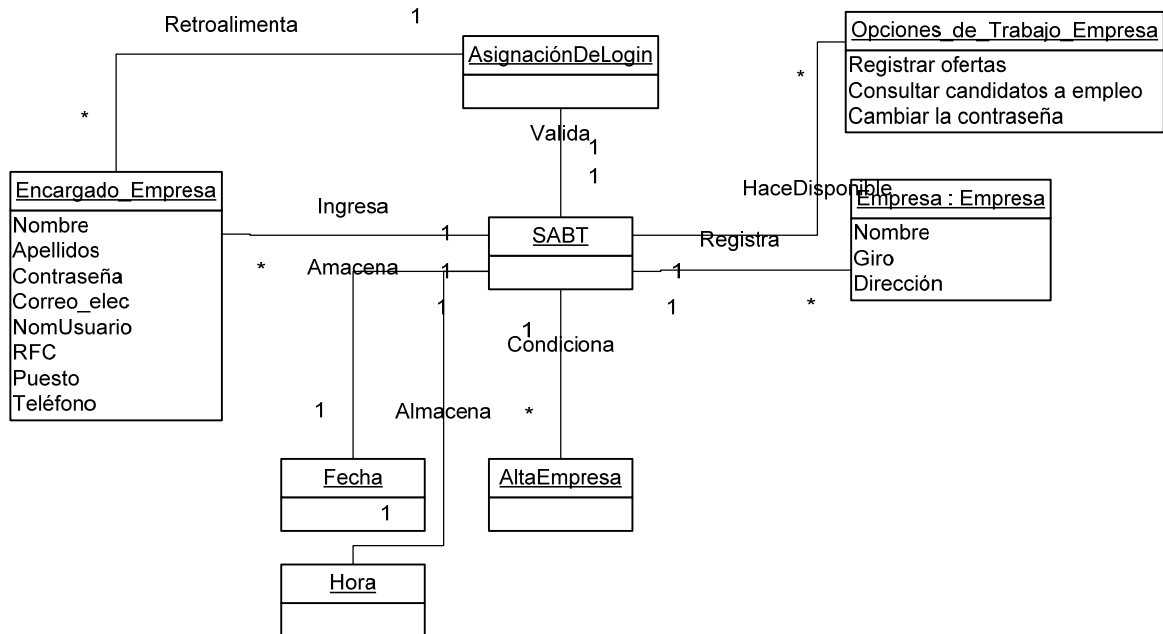 Retroalimenta
1
AsignaciónDeLogin
*
Valida
1
1
Opciones_de_Trabajo_Empresa
Registrar ofertas
Consultar candidatos a empleo
Cambiar la contraseña
*
HaceDisponible
1
Encargado_Empresa
Nombre
Apellidos
Contraseña
Correo_elec
NomUsuario
RFC
Puesto
Teléfono
Ingresa
*
1
SABT
Registra
1
*
Empresa : Empresa
Nombre
Giro
Dirección
Amacena
1
1
Condiciona
1
*
Almacena
1
Fecha
1
AltaEmpresa
Hora